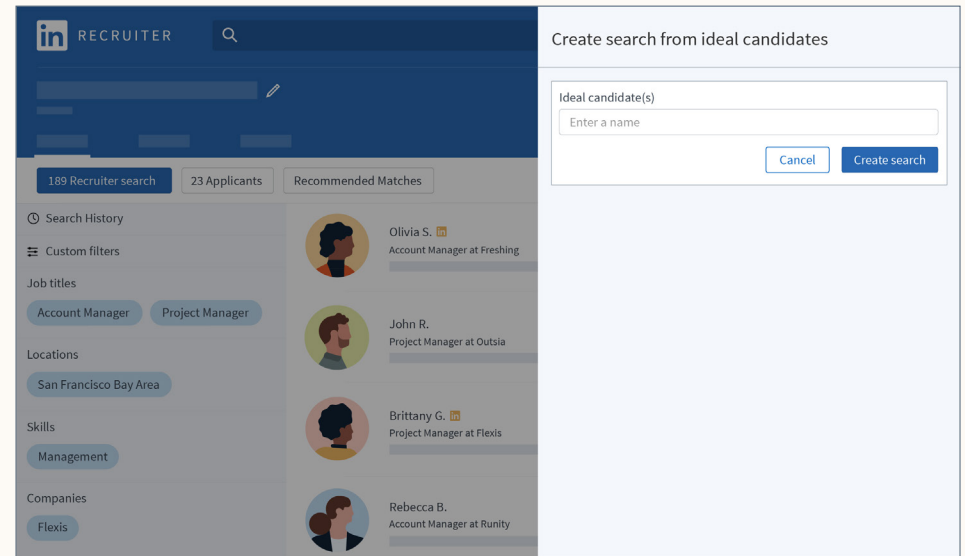 in RECRUITER
Create search from ideal candidates
Ideal candidate(s)
Enter a name
Cancel
Create search
189 Recruiter search
23 Applicants
Recommended Matches
Search History
Custom filters
Job titles
Account Manager
Project Manager
Locations
San Francisco Bay Area
Skills
Management
Companies
Flexis
Olivia S. in
Account Manager at Freshing
John R.
Project Manager at Outsia
Brittany G. in
Project Manager at Flexis
Rebecca B.
Account Manager at Runity